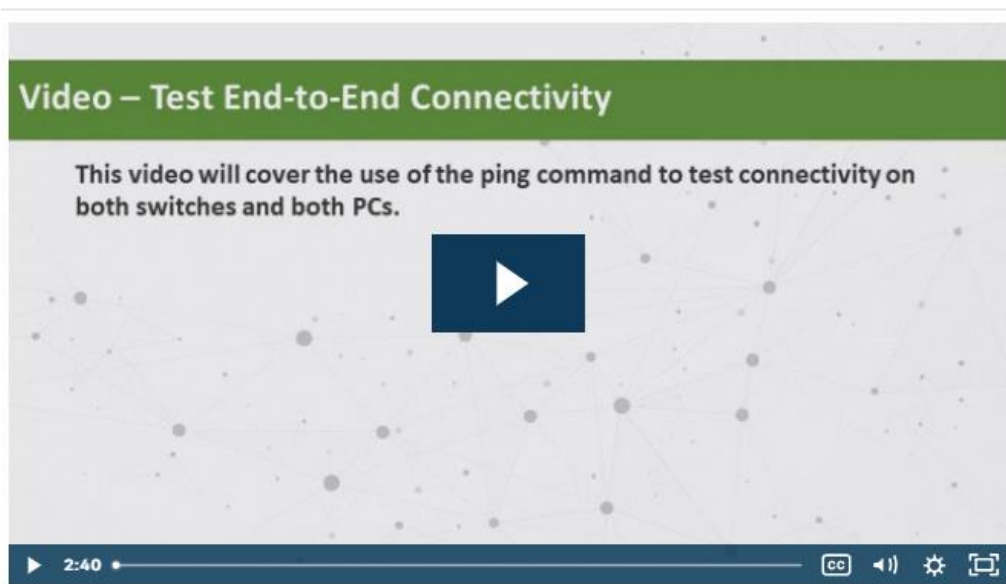 Video – Test End-to-End Connectivity
This video will cover the use of the ping command to test connectivity on
both switches and both PCs.
2:40
CC